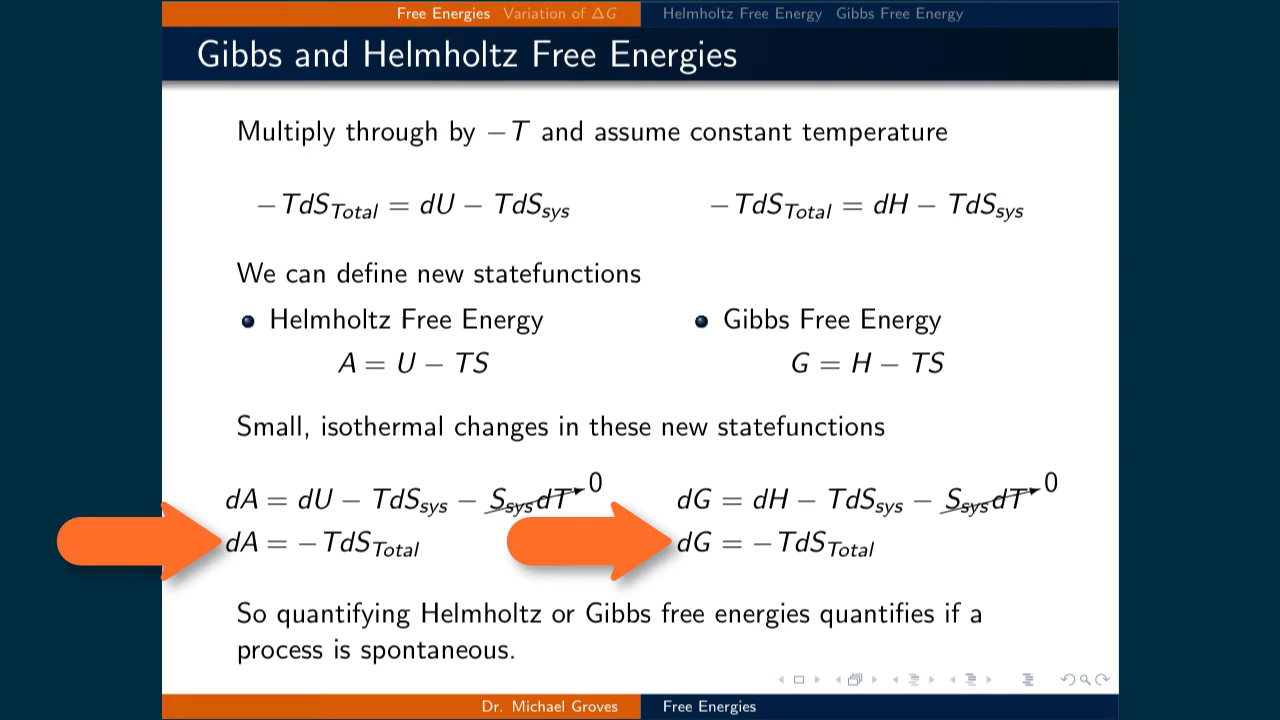 Free Energies Variation of ΔG Helmholtz Free Energy Gibbs Free Energy
Gibbs and Helmholtz Free Energies
Multiply through by −T and assume constant temperature
−TdS_Total = dU − TdS_sys −TdS_Total = dH − TdS_sys
We can define new statefunctions
Helmholtz Free Energy Gibbs Free Energy
A = U − TS G = H − TS
Small, isothermal changes in these new statefunctions
dA = dU − TdS_sys − S_sysdT 0 dG = dH − TdS_sys − S_sysdT 0
dA = −TdS_Total dG = −TdS_Total
So quantifying Helmholtz or Gibbs free energies quantifies if a
process is spontaneous.
Dr. Michael Groves Free Energies